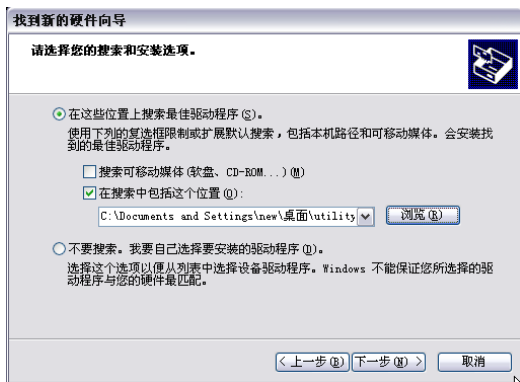 找到新的硬件向导
请选择您的搜索和安装选项。
在这些位置上搜索最佳驱动程序(S)。
使用下列的复选框限制或扩展默认搜索，包括本机路径和可移动媒体。会安装找
到的最佳驱动程序。
搜索可移动媒体(软盘、CD-ROM...)(M)
在搜索中包括这个位置(O):
C:\Documents and Settings\new\桌面\utility
浏览(R)
不要搜索。我要自己选择要安装的驱动程序(D)。
选择这个选项以便从列表中选择设备驱动程序。Windows 不能保证您所选择的驱
动程序与您的硬件最匹配。
< 上一步(B) 下一步(N) > 取消